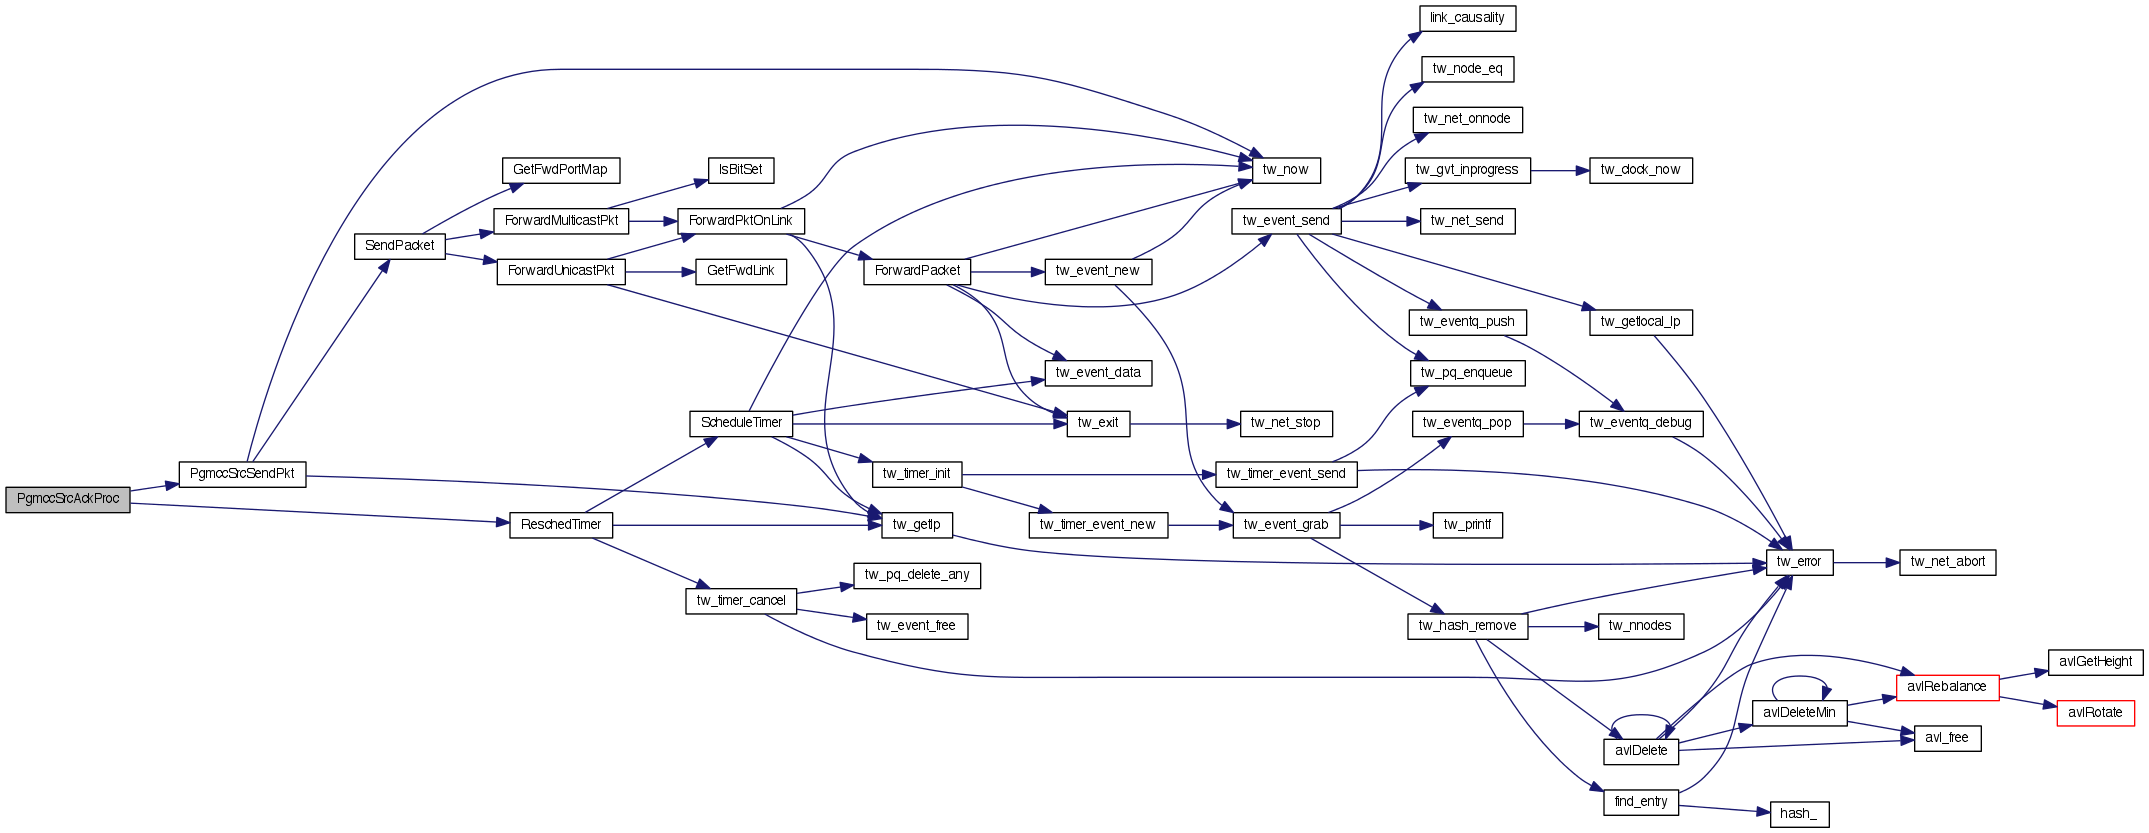 PgmccSrcAckProc
PgmccSrcSendPkt
SendPacket
ReschedTimer
GetFwdPortMap
ForwardMulticastPkt
ForwardUnicastPkt
IsBitSet
ForwardPktOnLink
GetFwdLink
ScheduleTimer
tw_timer_cancel
ForwardPacket
tw_timer_init
tw_getlp
tw_pq_delete_any
tw_event_free
tw_event_new
tw_event_data
tw_exit
tw_timer_event_new
tw_now
tw_event_send
tw_net_stop
tw_timer_event_send
tw_event_grab
link_causality
tw_node_eq
tw_net_onnode
tw_gvt_inprogress
tw_net_send
tw_eventq_push
tw_pq_enqueue
tw_eventq_pop
tw_printf
tw_hash_remove
tw_clock_now
tw_getlocal_lp
tw_eventq_debug
tw_nnodes
avlDelete
find_entry
tw_error
avlDeleteMin
hash_
tw_net_abort
avlRebalance
avl_free
avlGetHeight
avlRotate